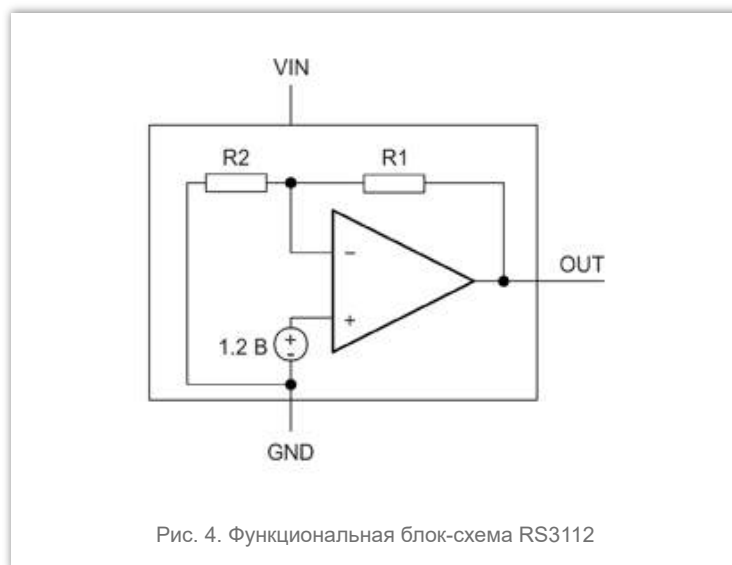 VIN
R2
R1
−
OUT
+
1.2 В
+
-
GND
Рис. 4. Функциональная блок-схема RS3112